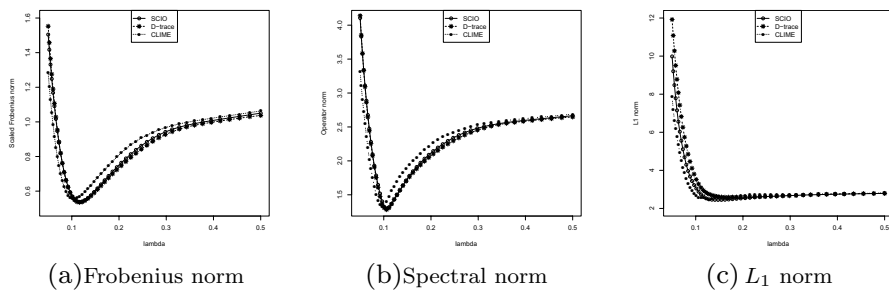 SCIO
D-trace
CLIME
Scaled Frobenius norm
1.6
1.4
1.2
1.0
0.8
0.6
0.1 0.2 0.3 0.4 0.5
lambda
(a)Frobenius norm
SCIO
D-trace
CLIME
Operator norm
4.0
3.5
3.0
2.5
2.0
1.5
0.1 0.2 0.3 0.4 0.5
lambda
(b)Spectral norm
SCIO
D-trace
CLIME
L1 norm
12
10
8
6
4
2
0.1 0.2 0.3 0.4 0.5
lambda
(c) L₁ norm